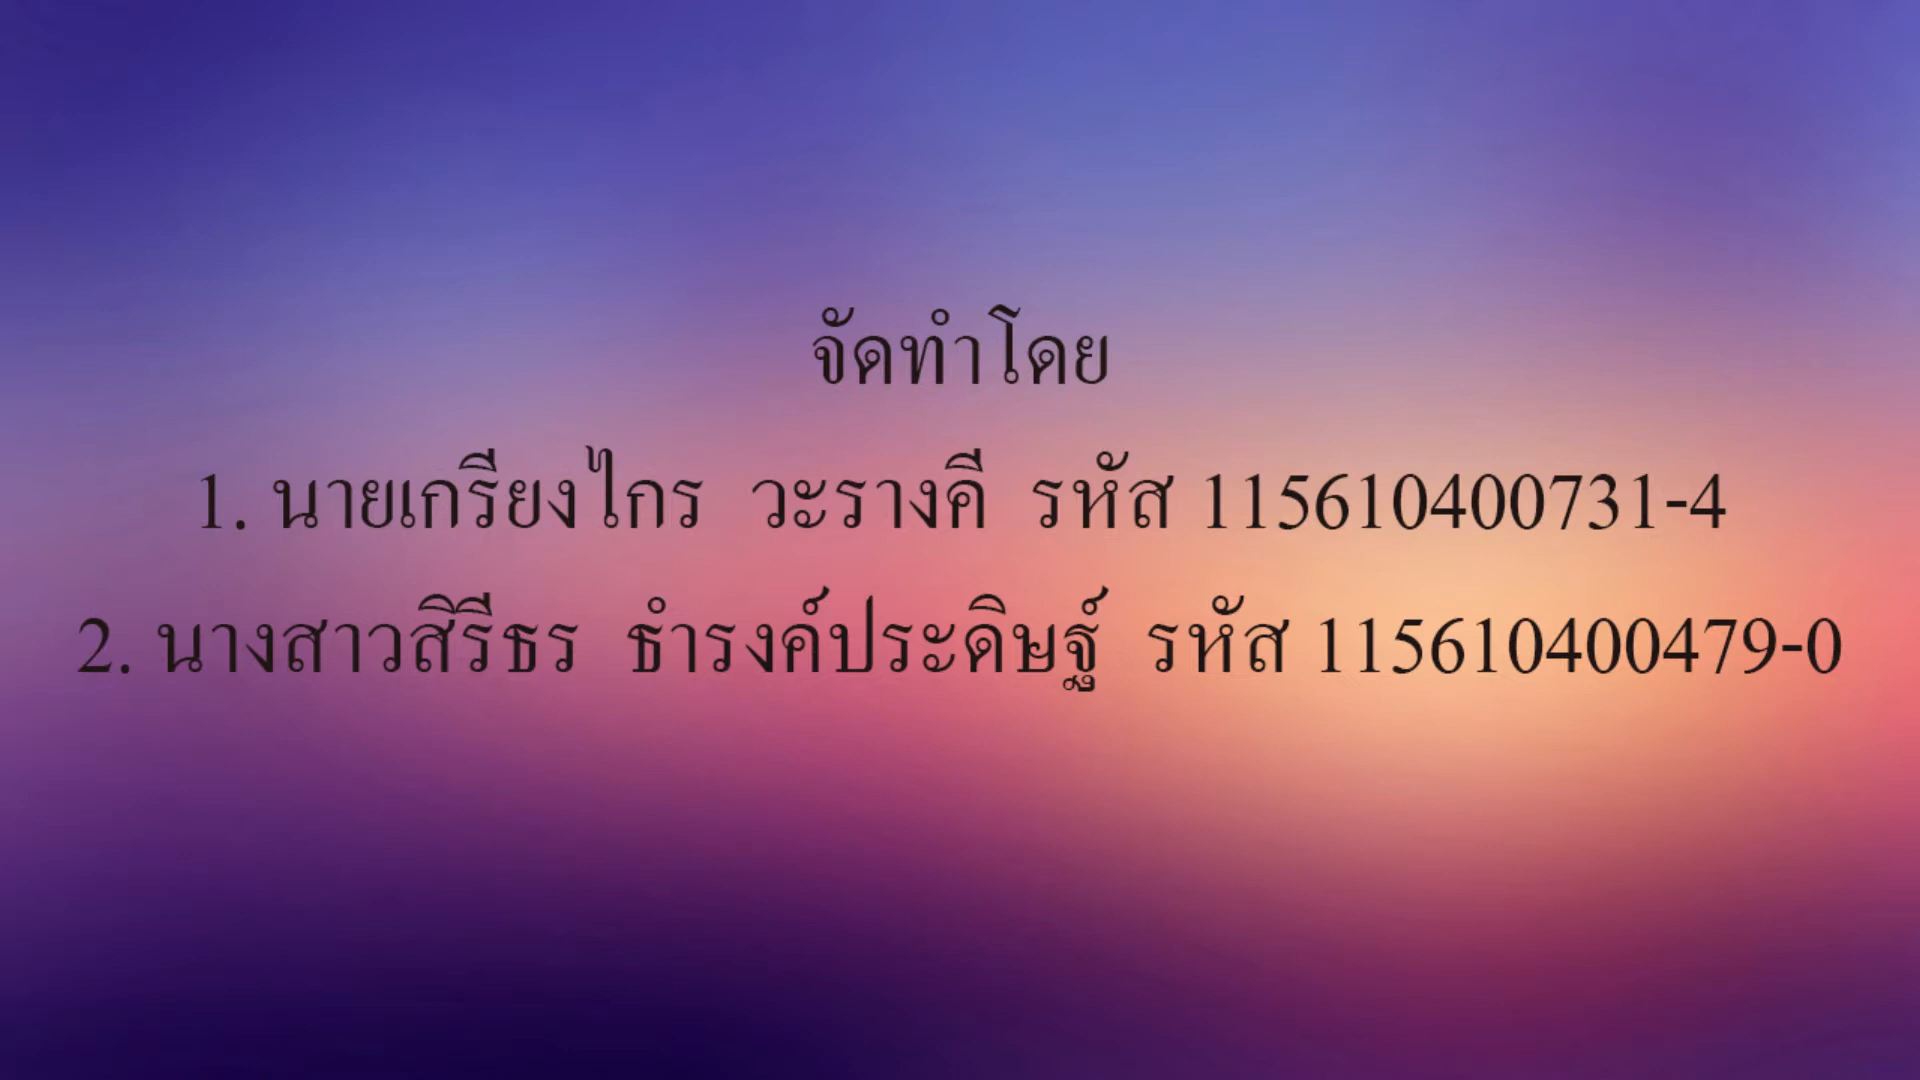 จัดทำโดย
1. นายเกรียงไกร วะรางคี รหัส 115610400731-4
2. นางสาวสิรีธร ธำรงค์ประดิษฐ์ รหัส 115610400479-0